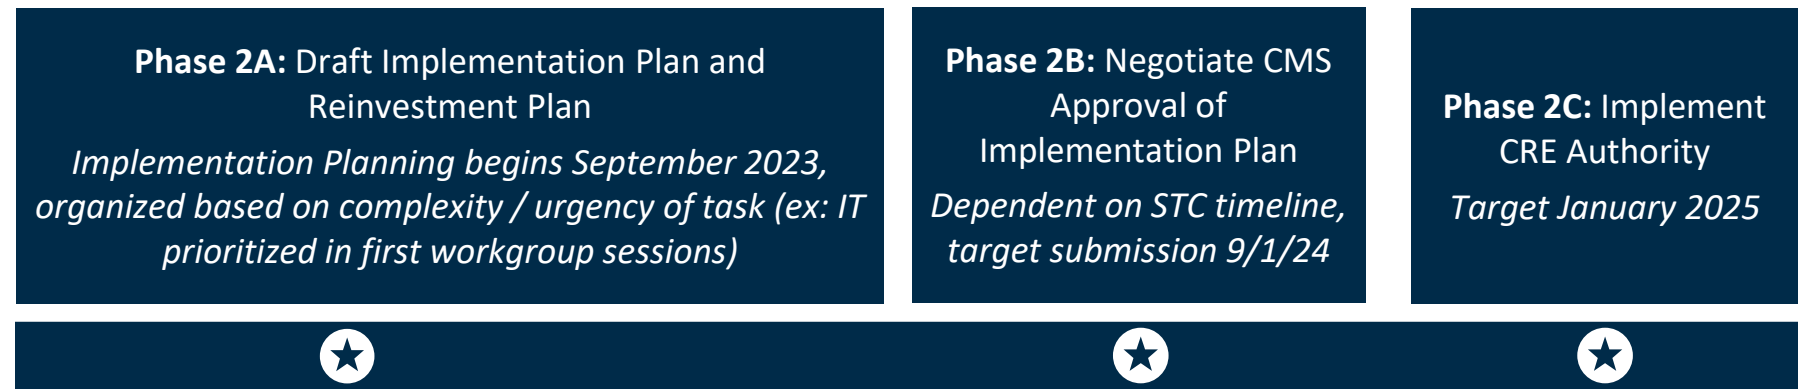 Phase 2A: Draft Implementation Plan and
Reinvestment Plan
Implementation Planning begins September 2023,
organized based on complexity / urgency of task (ex: IT
prioritized in first workgroup sessions)
Phase 2B: Negotiate CMS
Approval of
Implementation Plan
Dependent on STC timeline,
target submission 9/1/24
Phase 2C: Implement
CRE Authority
Target January 2025